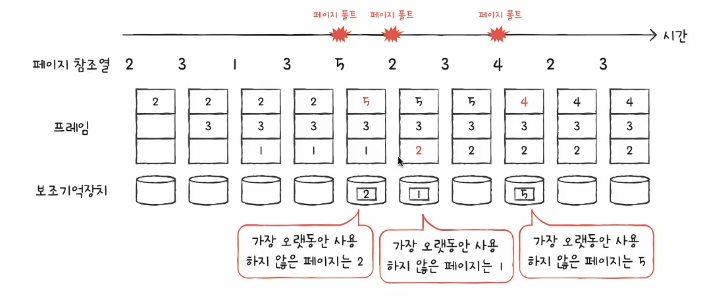 페이지 폴트 페이지 폴트 페이지 폴트
시간
페이지 참조열 2 3 1 3 5 2 3 4 2 3
프레임
2 2 2 2 5 5 5 4 4 4
3 3 3 3 3 3 3 3 3
1 1 1 2 2 2 2 2
보조기억장치 2 1 5
가장 오랫동안 사용
하지 않은 페이지는 2
가장 오랫동안 사용
하지 않은 페이지는 1
가장 오랫동안 사용
하지 않은 페이지는 5